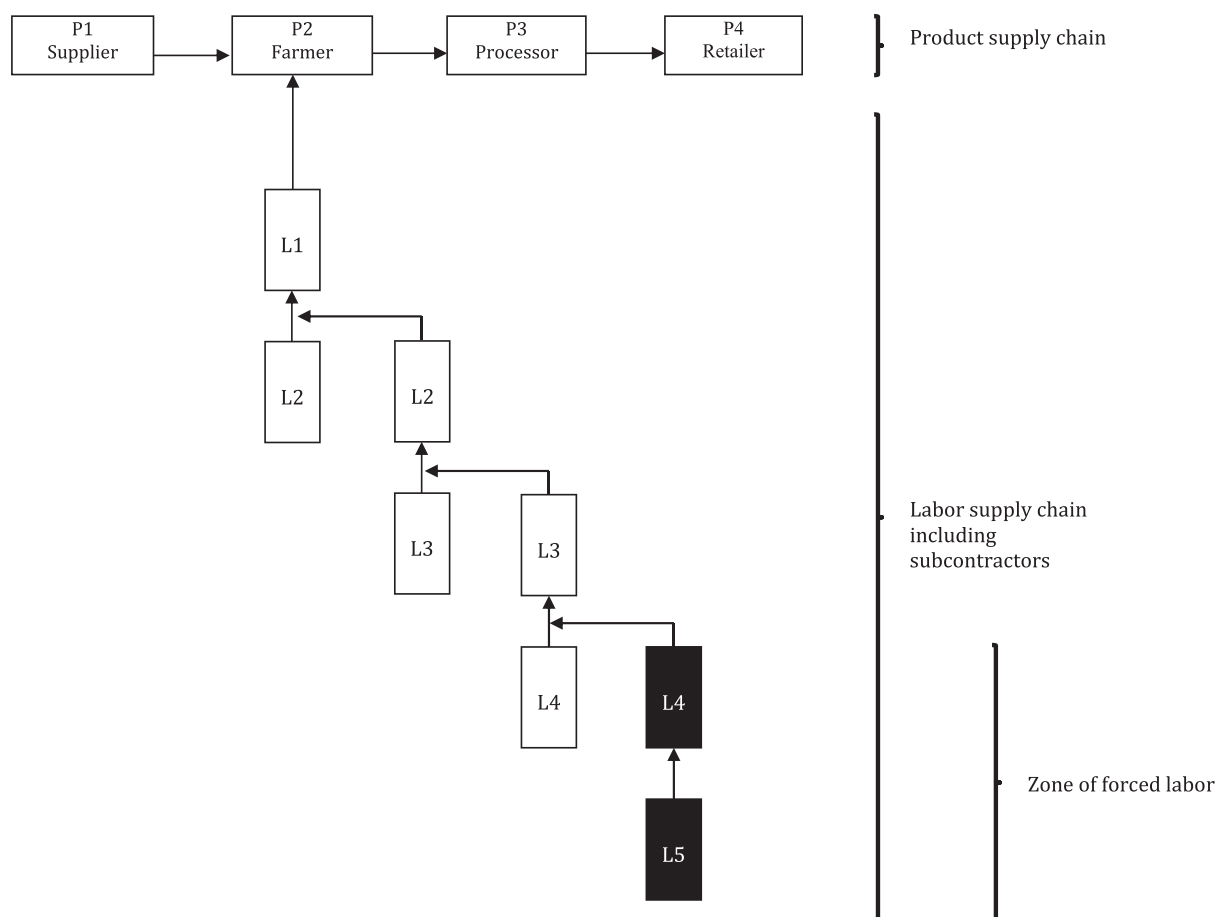 P1
Supplier
P2
Farmer
P3
Processor
P4
Retailer
Product supply chain
L1
L2
L2
L3
L3
Labor supply chain
including
subcontractors
L4
L4
Zone of forced labor
L5